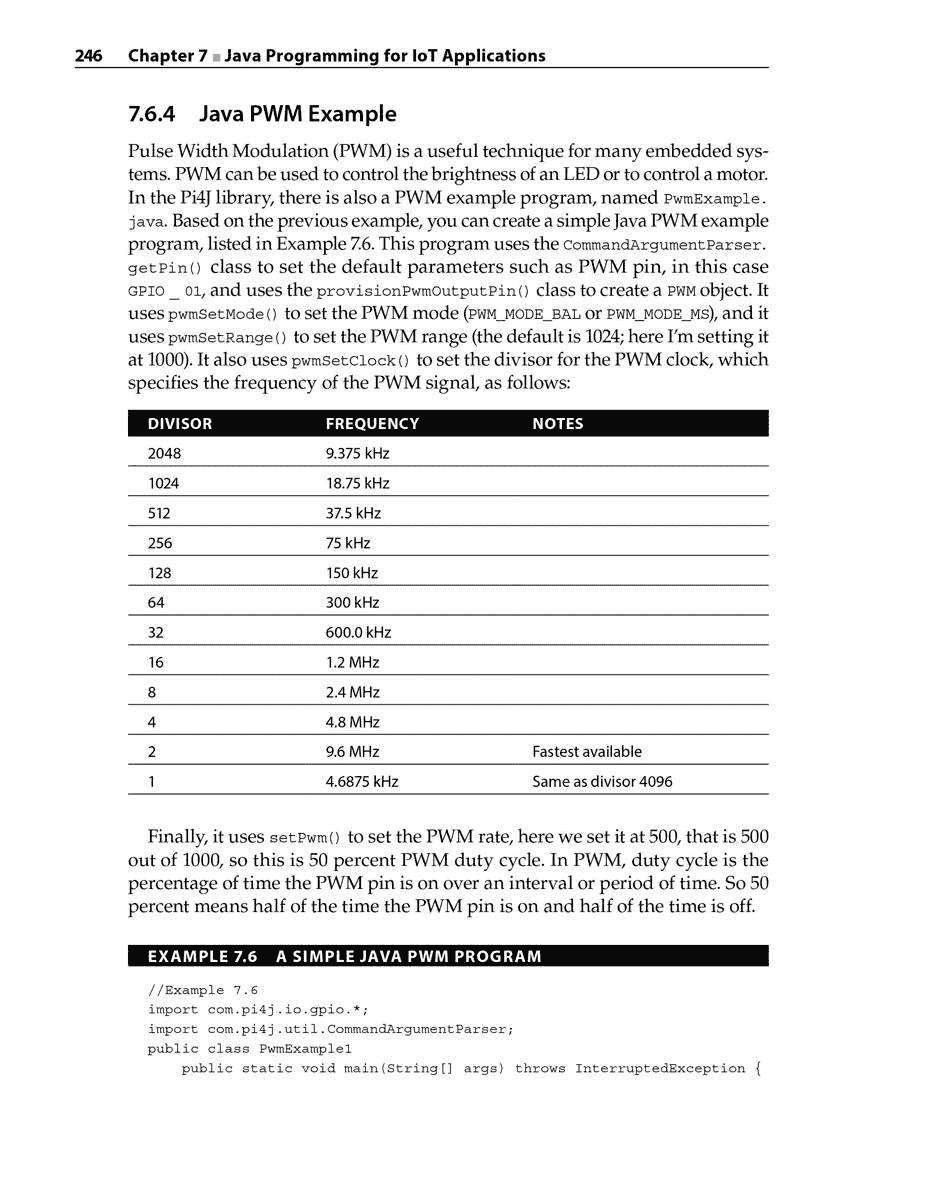 246 Chapter 7 ■ Java Programming for IoT Applications
7.6.4 Java PWM Example
Pulse Width Modulation (PWM) is a useful technique for many embedded sys-
tems. PWM can be used to control the brightness of an LED or to control a motor.
In the Pi4J library, there is also a PWM example program, named PwmExample.
java. Based on the previous example, you can create a simple Java PWM example
program, listed in Example 7.6. This program uses the CommandArgumentParser.
getPin() class to set the default parameters such as PWM pin, in this case
GPIO _ 01, and uses the provisionPwmOutputPin() class to create a PWM object. It
uses pwmSetMode() to set the PWM mode (PWM_MODE_BAL or PWM_MODE_MS), and it
uses pwmSetRange() to set the PWM range (the default is 1024; here I'm setting it
at 1000). It also uses pwmSetClock() to set the divisor for the PWM clock, which
specifies the frequency of the PWM signal, as follows:
DIVISOR FREQUENCY NOTES
2048 9.375 kHz
1024 18.75 kHz
512 37.5 kHz
256 75 kHz
128 150 kHz
64 300 kHz
32 600.0 kHz
16 1.2 MHz
8 2.4 MHz
4 4.8 MHz
2 9.6 MHz Fastest available
1 4.6875 kHz Same as divisor 4096
Finally, it uses setPwm() to set the PWM rate, here we set it at 500, that is 500
out of 1000, so this is 50 percent PWM duty cycle. In PWM, duty cycle is the
percentage of time the PWM pin is on over an interval or period of time. So 50
percent means half of the time the PWM pin is on and half of the time is off.
EXAMPLE 7.6 A SIMPLE JAVA PWM PROGRAM
//Example 7.6
import com.pi4j.io.gpio.*;
import com.pi4j.util.CommandArgumentParser;
public class PwmExample1
public static void main(String[] args) throws InterruptedException {